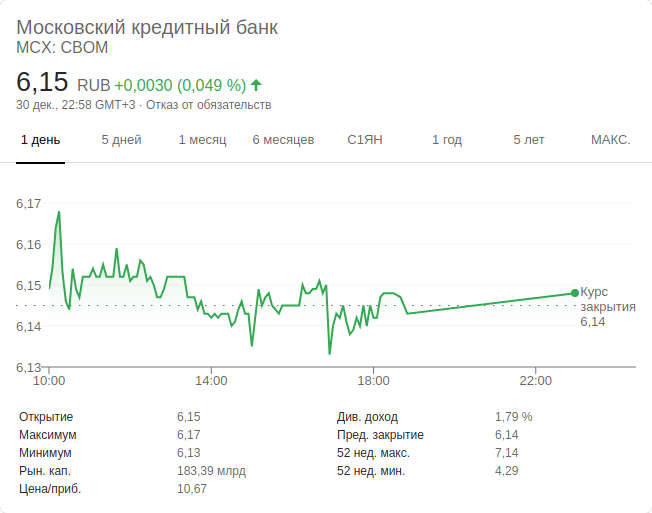 Московский кредитный банк
MCX: CBOM
6,15 RUB +0,0030 (0,049 %)
30 дек., 22:58 GMT+3 · Отказ от обязательств
1 день 5 дней 1 месяц 6 месяцев С1ЯН 1 год 5 лет МАКС.
6,17
6,16
6,15
6,14
6,13
Курс
закрытия
6,14
10:00 14:00 18:00 22:00
Открытие 6,15 Див. доход 1,79 %
Максимум 6,17 Пред. закрытие 6,14
Минимум 6,13 52 нед. макс. 7,14
Рын. кап. 183,39 млрд 52 нед. мин. 4,29
Цена/приб. 10,67